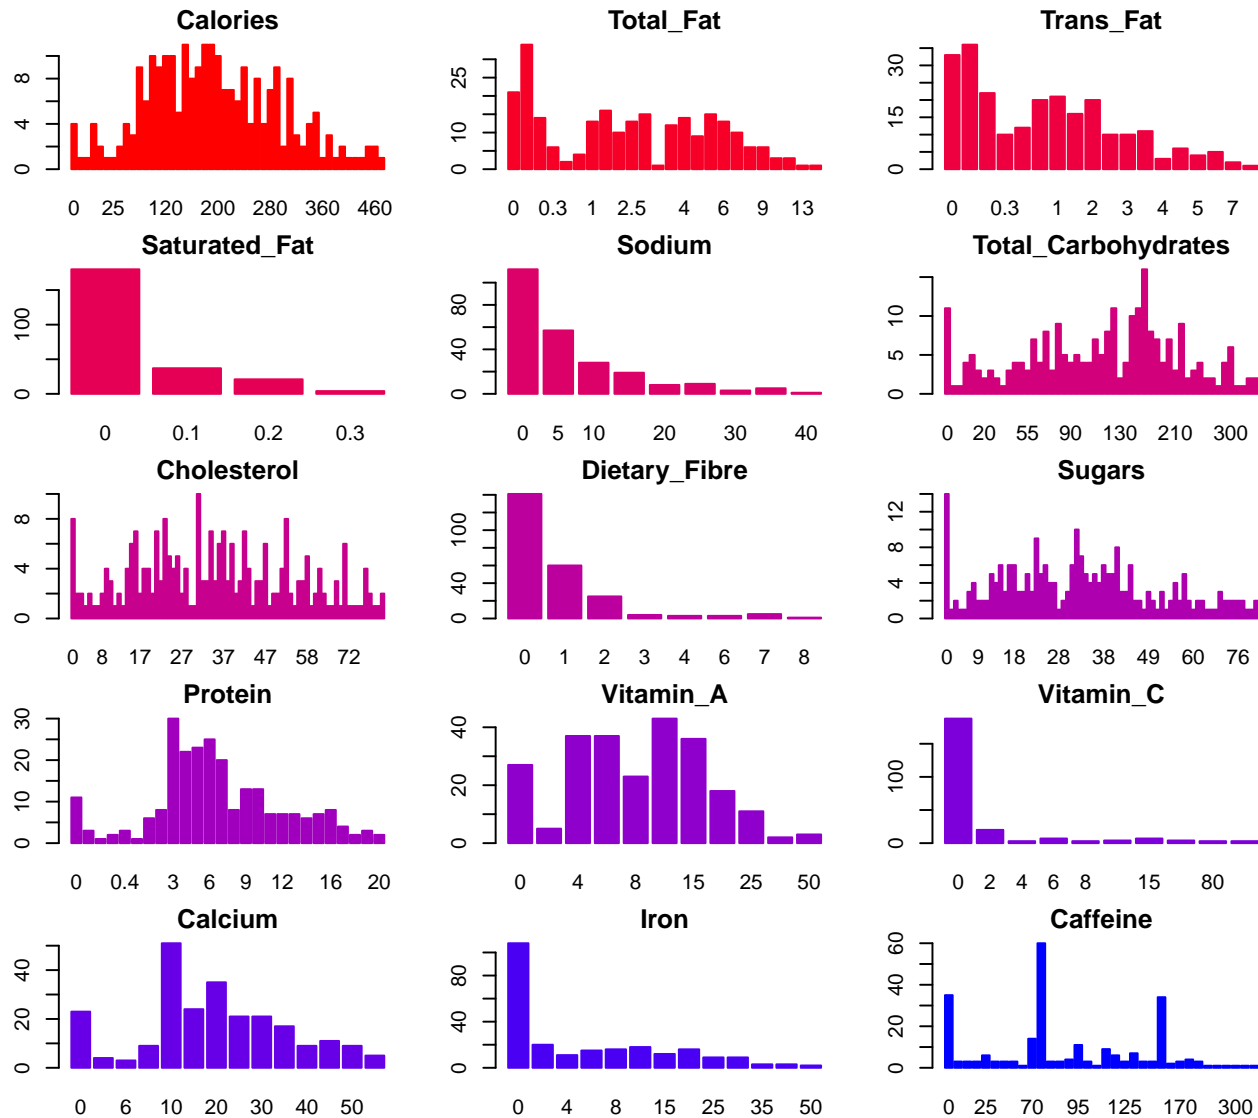 Calories Total_Fat Trans_Fat
0 4 8
0 10 25
0 15 30
0 25 120 200 280 360 460
0 0.3 1 2.5 4 6 9 13
0 0.3 1 2 3 4 5 7
Saturated_Fat Sodium Total_Carbohydrates
0 100
0 40 80
0 5 10
0 0.1 0.2 0.3
0 5 10 20 30 40
0 20 55 90 130 210 300
Cholesterol Dietary_Fibre Sugars
0 4 8
0 40 100
0 4 8 12
0 8 17 27 37 47 58 72
0 1 2 3 4 6 7 8
0 9 18 28 38 49 60 76
Protein Vitamin_A Vitamin_C
0 10 20 30
0 20 40
0 100
0 0.4 3 6 9 12 16 20
0 4 8 15 25 50
0 2 4 6 8 15 80
Calcium Iron Caffeine
0 20 40
0 40 80
0 20 40 60
0 6 10 20 30 40 50
0 4 8 15 25 35 50
0 25 70 95 125 170 300